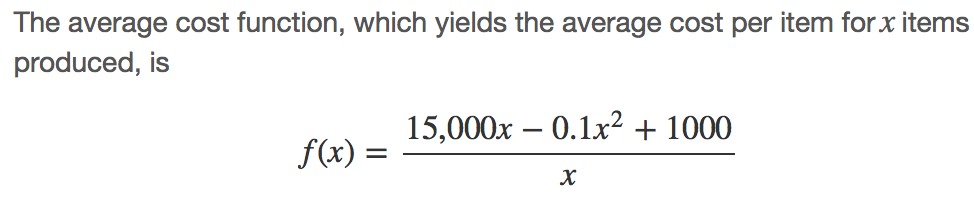 The average cost function, which yields the average cost per item for x items
produced, is
f(x) = \frac{15,000x − 0.1x² + 1000}{x}